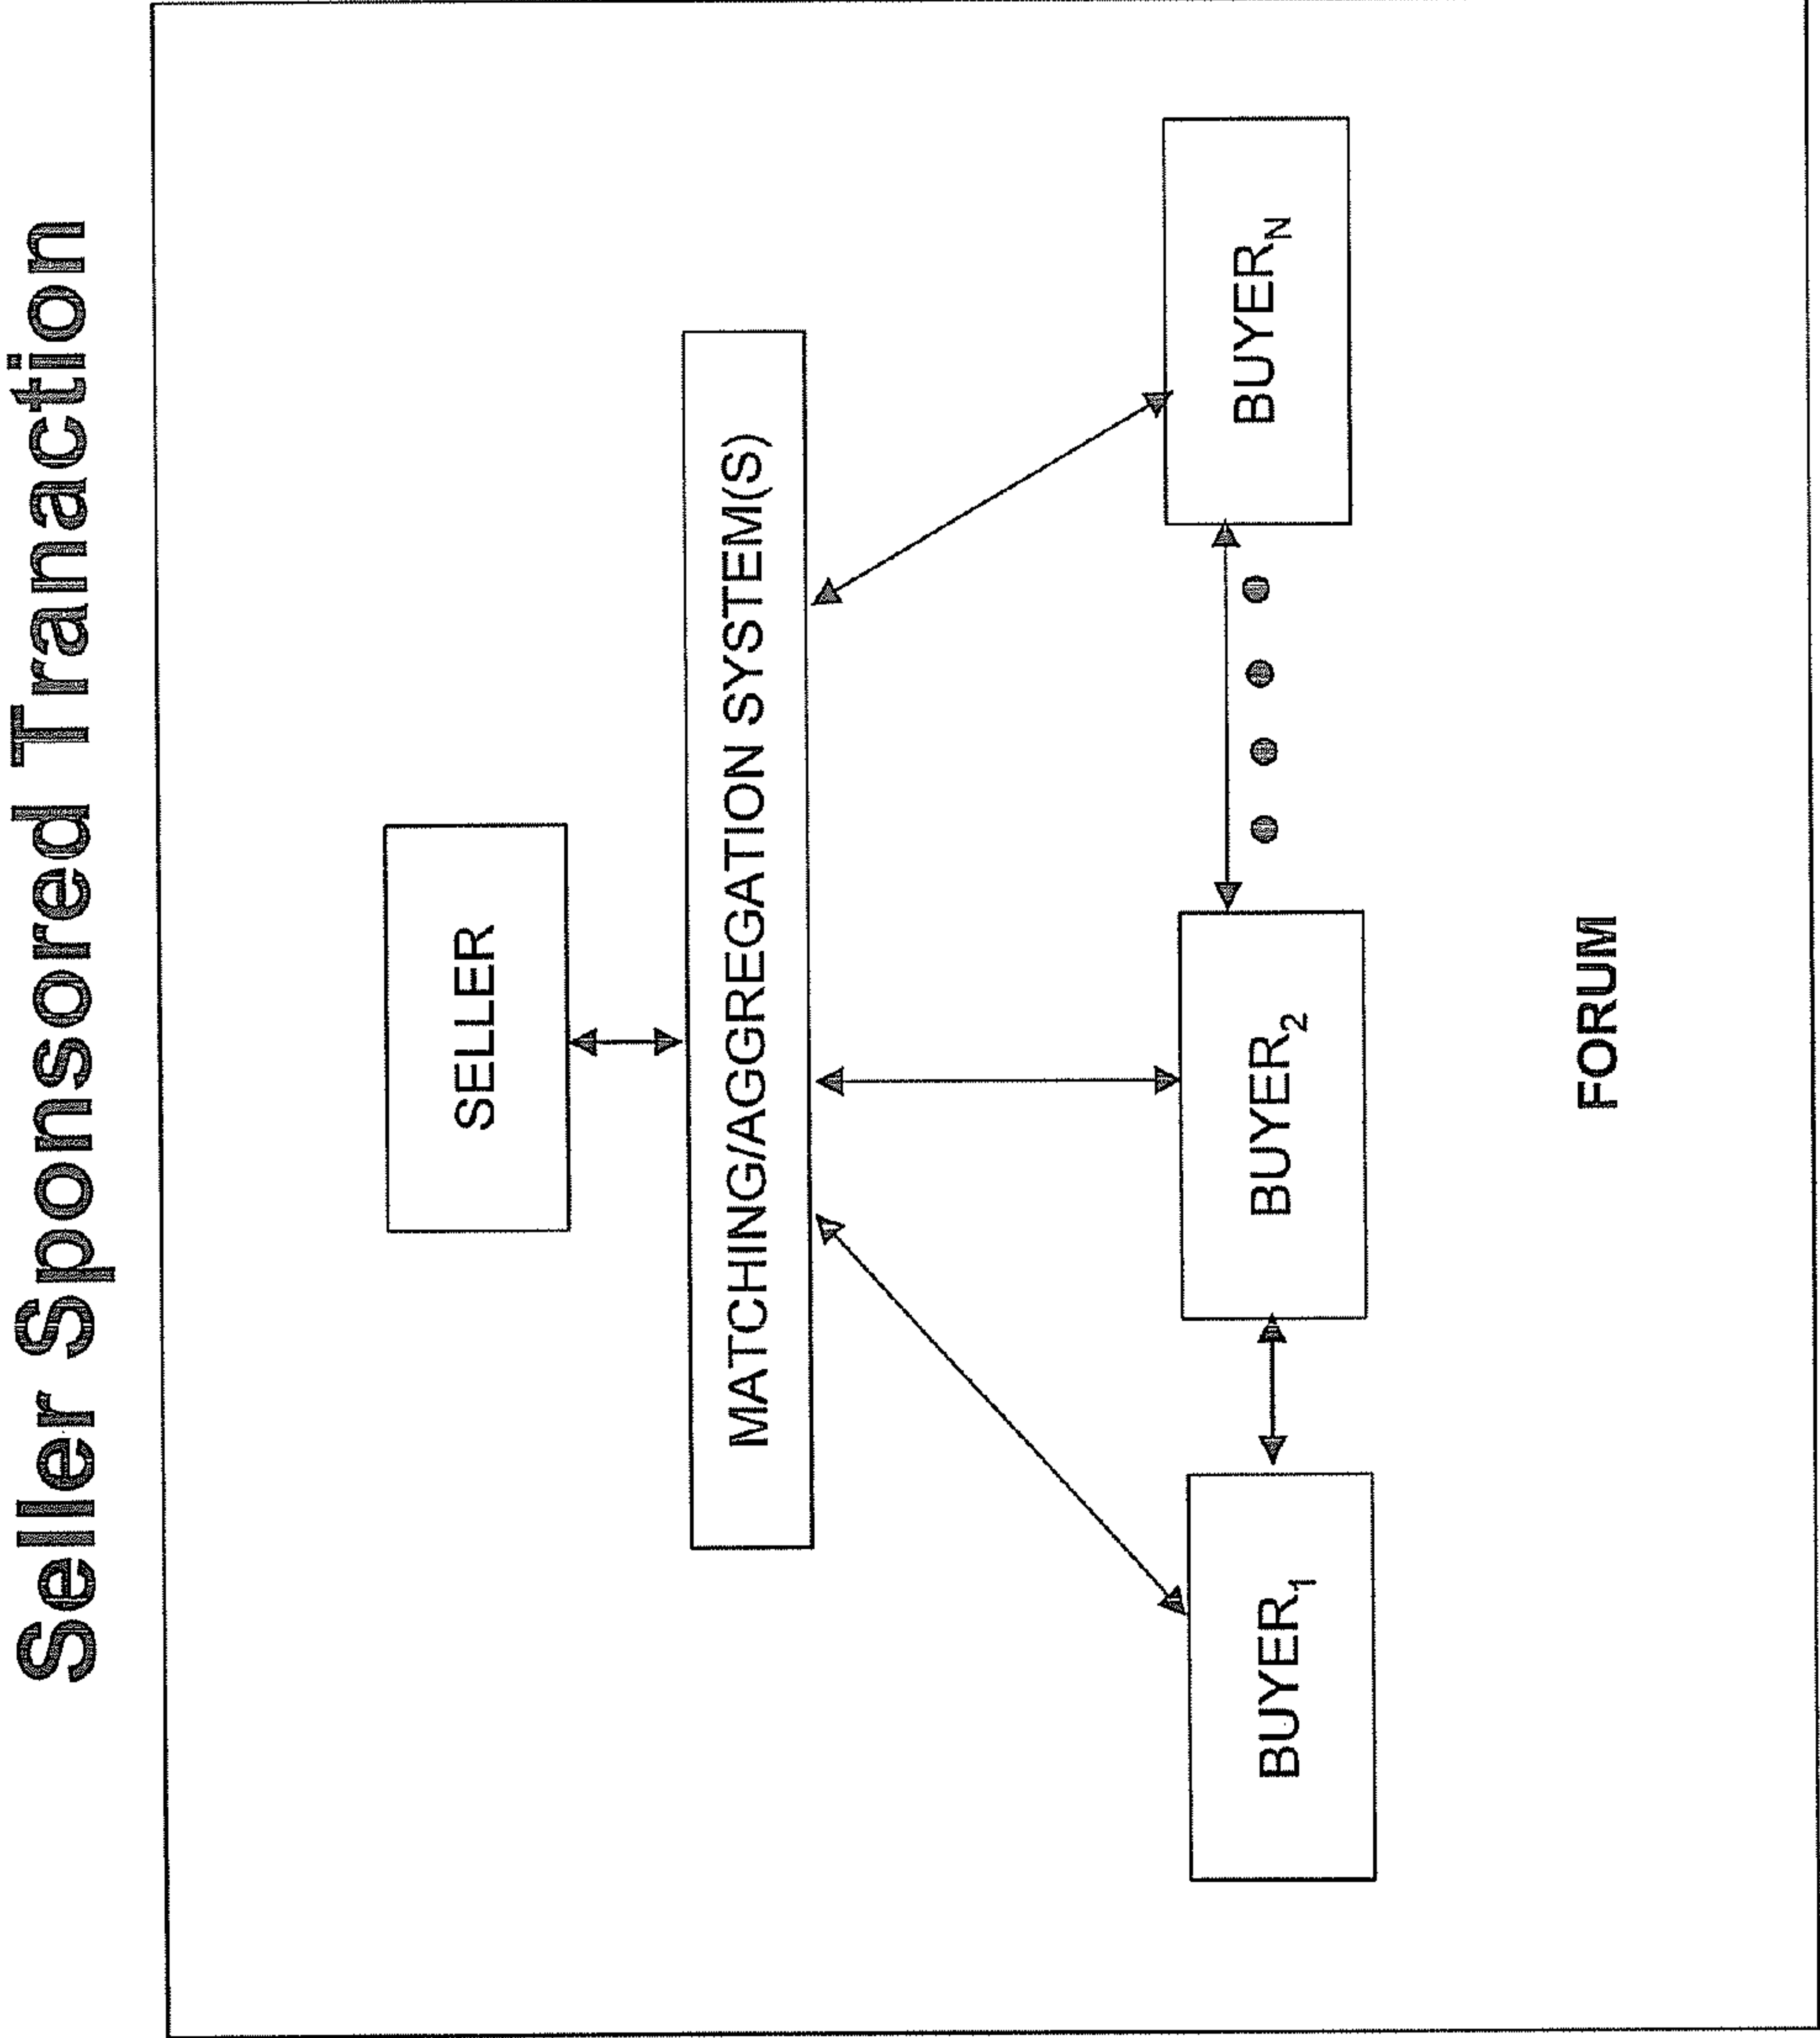 Seller Sponsored Tranaction
SELLER
MATCHING/AGGREGATION SYSTEM(S)
BUYER1
BUYER2
BUYERN
FORUM